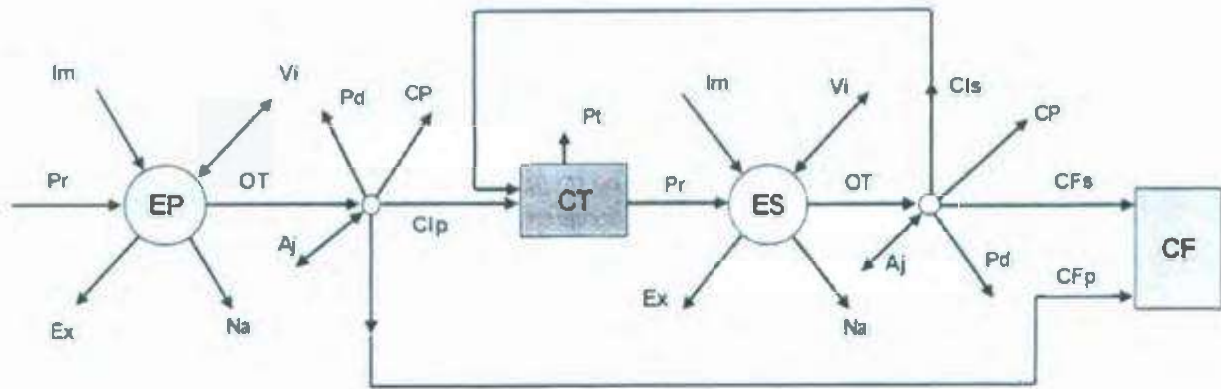 Im
Vi
Pd
CP
Pr
EP
OT
Aj
CIp
Ex
Na
Pt
CT
Pr
Im
Vi
CIs
CP
ES
OT
CFs
Aj
Pd
CFp
CF
Ex
Na